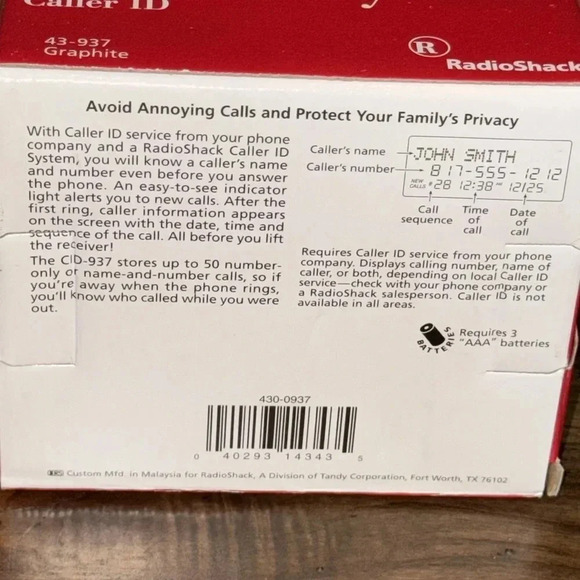 Caller ID
43-937
Graphite
R
RadioShack
Avoid Annoying Calls and Protect Your Family's Privacy
With Caller ID service from your phone
company and a RadioShack Caller ID
System, you will know a caller's name
and number even before you answer
the phone. An easy-to-see indicator
light alerts you to new calls. After the
first ring, caller information appears
on the screen with the date, time and
sequence of the call. All before you lift
the receiver!
The CID-937 stores up to 50 number-
only or name-and-number calls, so if
you're away when the phone rings,
you'll know who called while you were
out.
Caller's name
JOHN SMITH
Caller's number
817-555-1212
NEW CALLS #28 12:38 AM 12/25
Call sequence
Time of call
Date of call
Requires Caller ID service from your phone
company. Displays calling number, name of
caller, or both, depending on local Caller ID
service—check with your phone company or
a RadioShack salesperson. Caller ID is not
available in all areas.
BATTERIES
Requires 3
"AAA" batteries
430-0937
0 40293 14343 5
Custom Mfd. in Malaysia for RadioShack, A Division of Tandy Corporation, Fort Worth, TX 76102